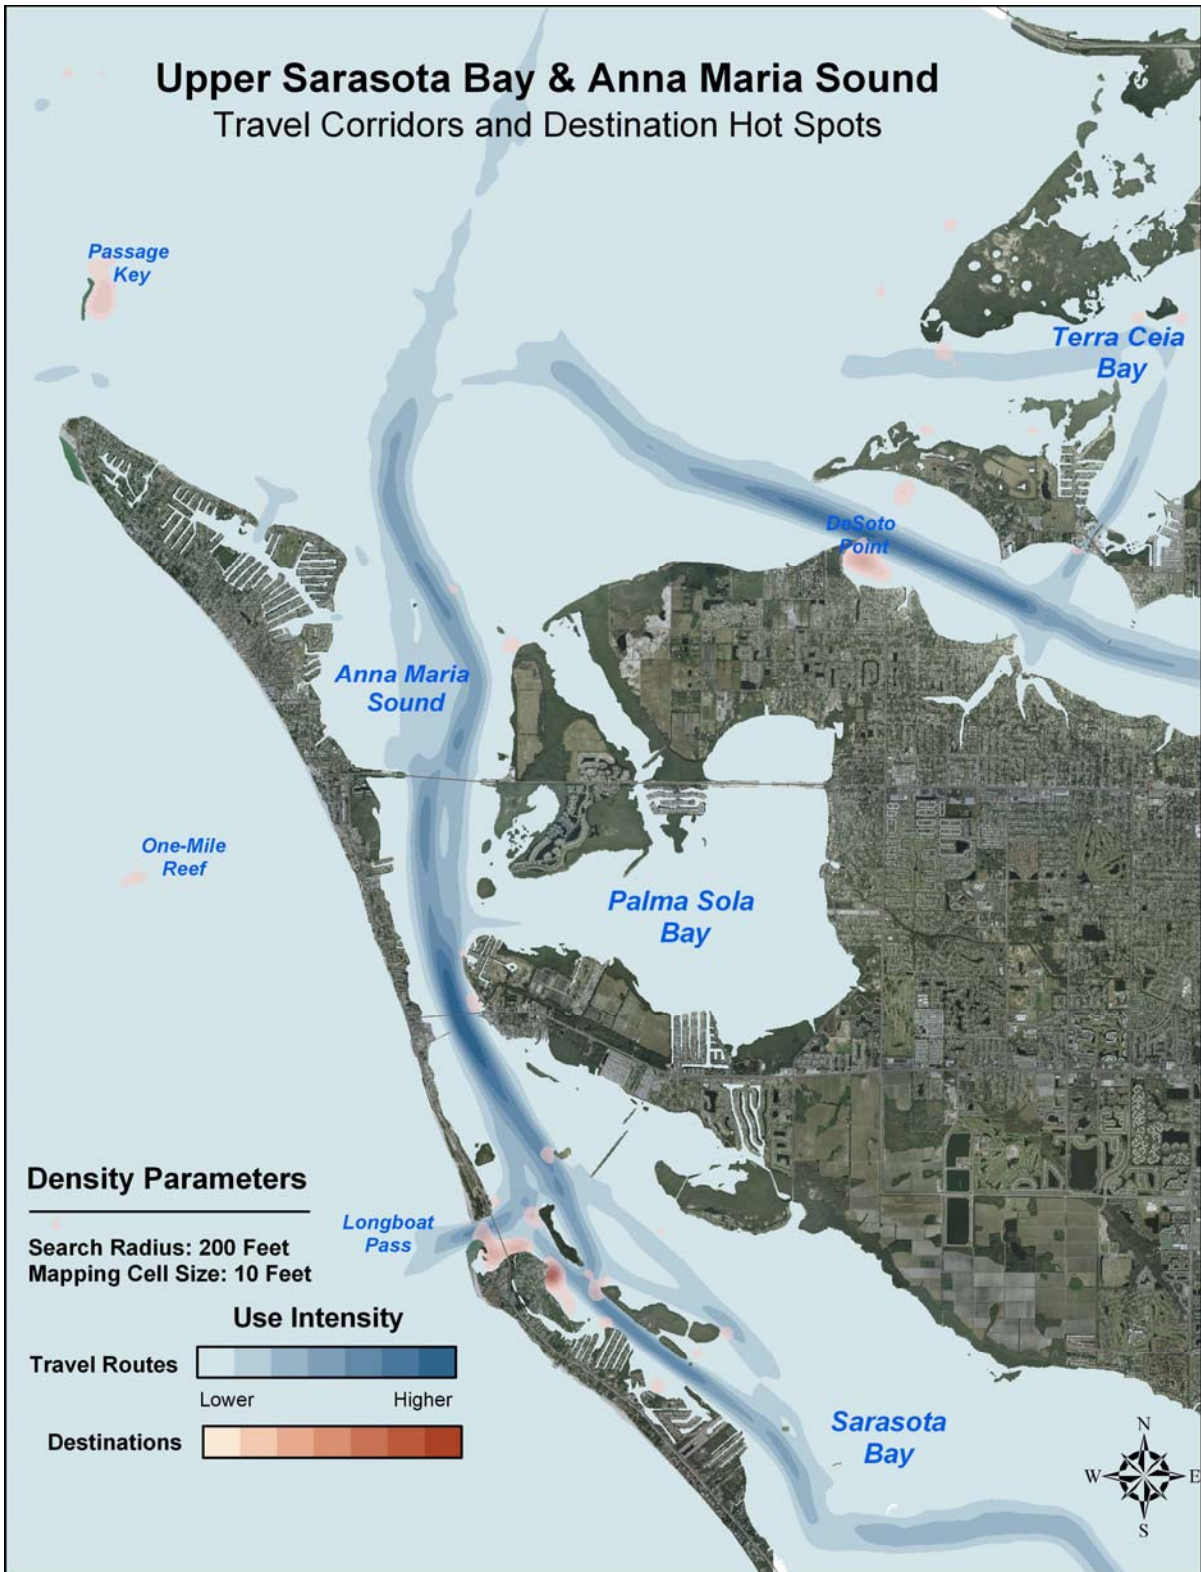 Upper Sarasota Bay & Anna Maria Sound
Travel Corridors and Destination Hot Spots
Passage
Key
Terra Ceia
Bay
DeSoto
Point
Anna Maria
Sound
One-Mile
Reef
Palma Sola
Bay
Density Parameters
Longboat
Pass
Search Radius: 200 Feet
Mapping Cell Size: 10 Feet
Use Intensity
Travel Routes
Lower Higher
Destinations
Sarasota
Bay
N
W E
S